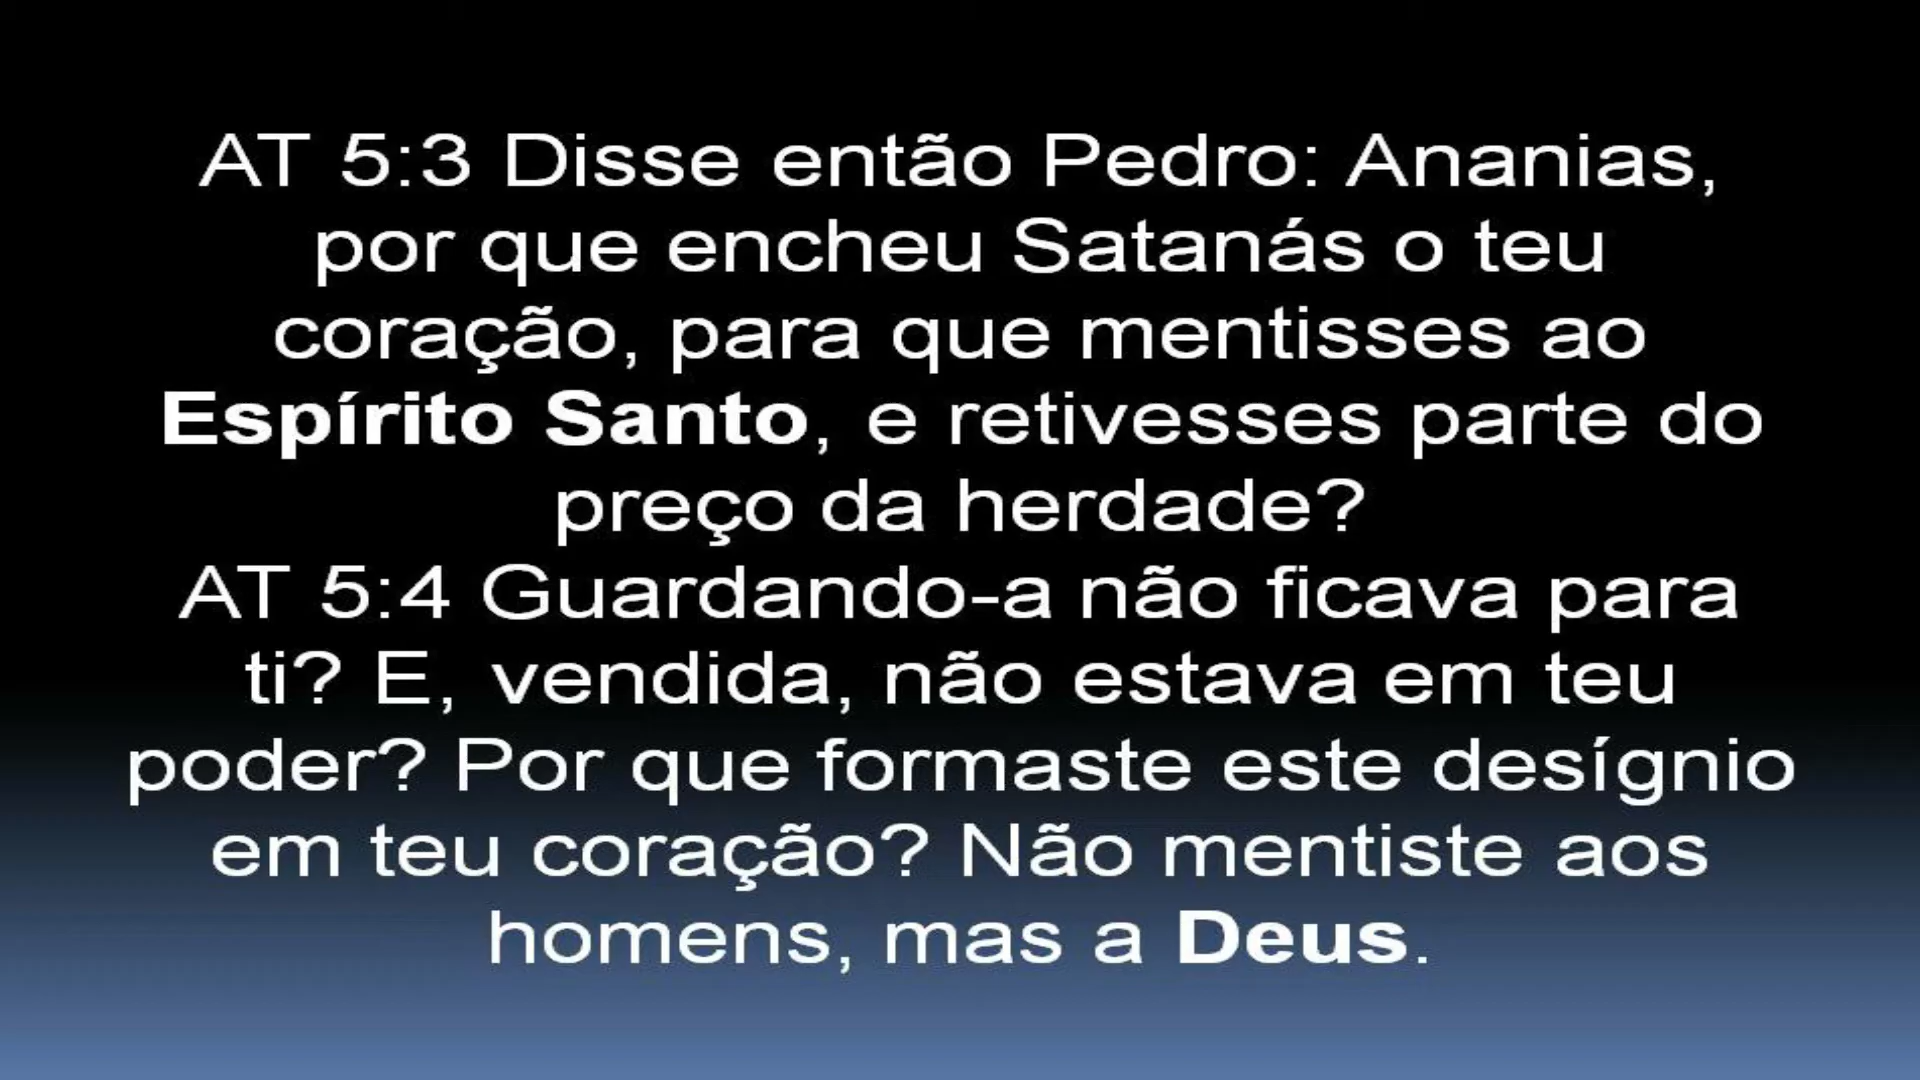 AT 5:3 Disse então Pedro: Ananias,
por que encheu Satanás o teu
coração, para que mentisses ao
Espírito Santo, e retivesses parte do
preço da herdade?
AT 5:4 Guardando-a não ficava para
ti? E, vendida, não estava em teu
poder? Por que formaste este desígnio
em teu coração? Não mentiste aos
homens, mas a Deus.